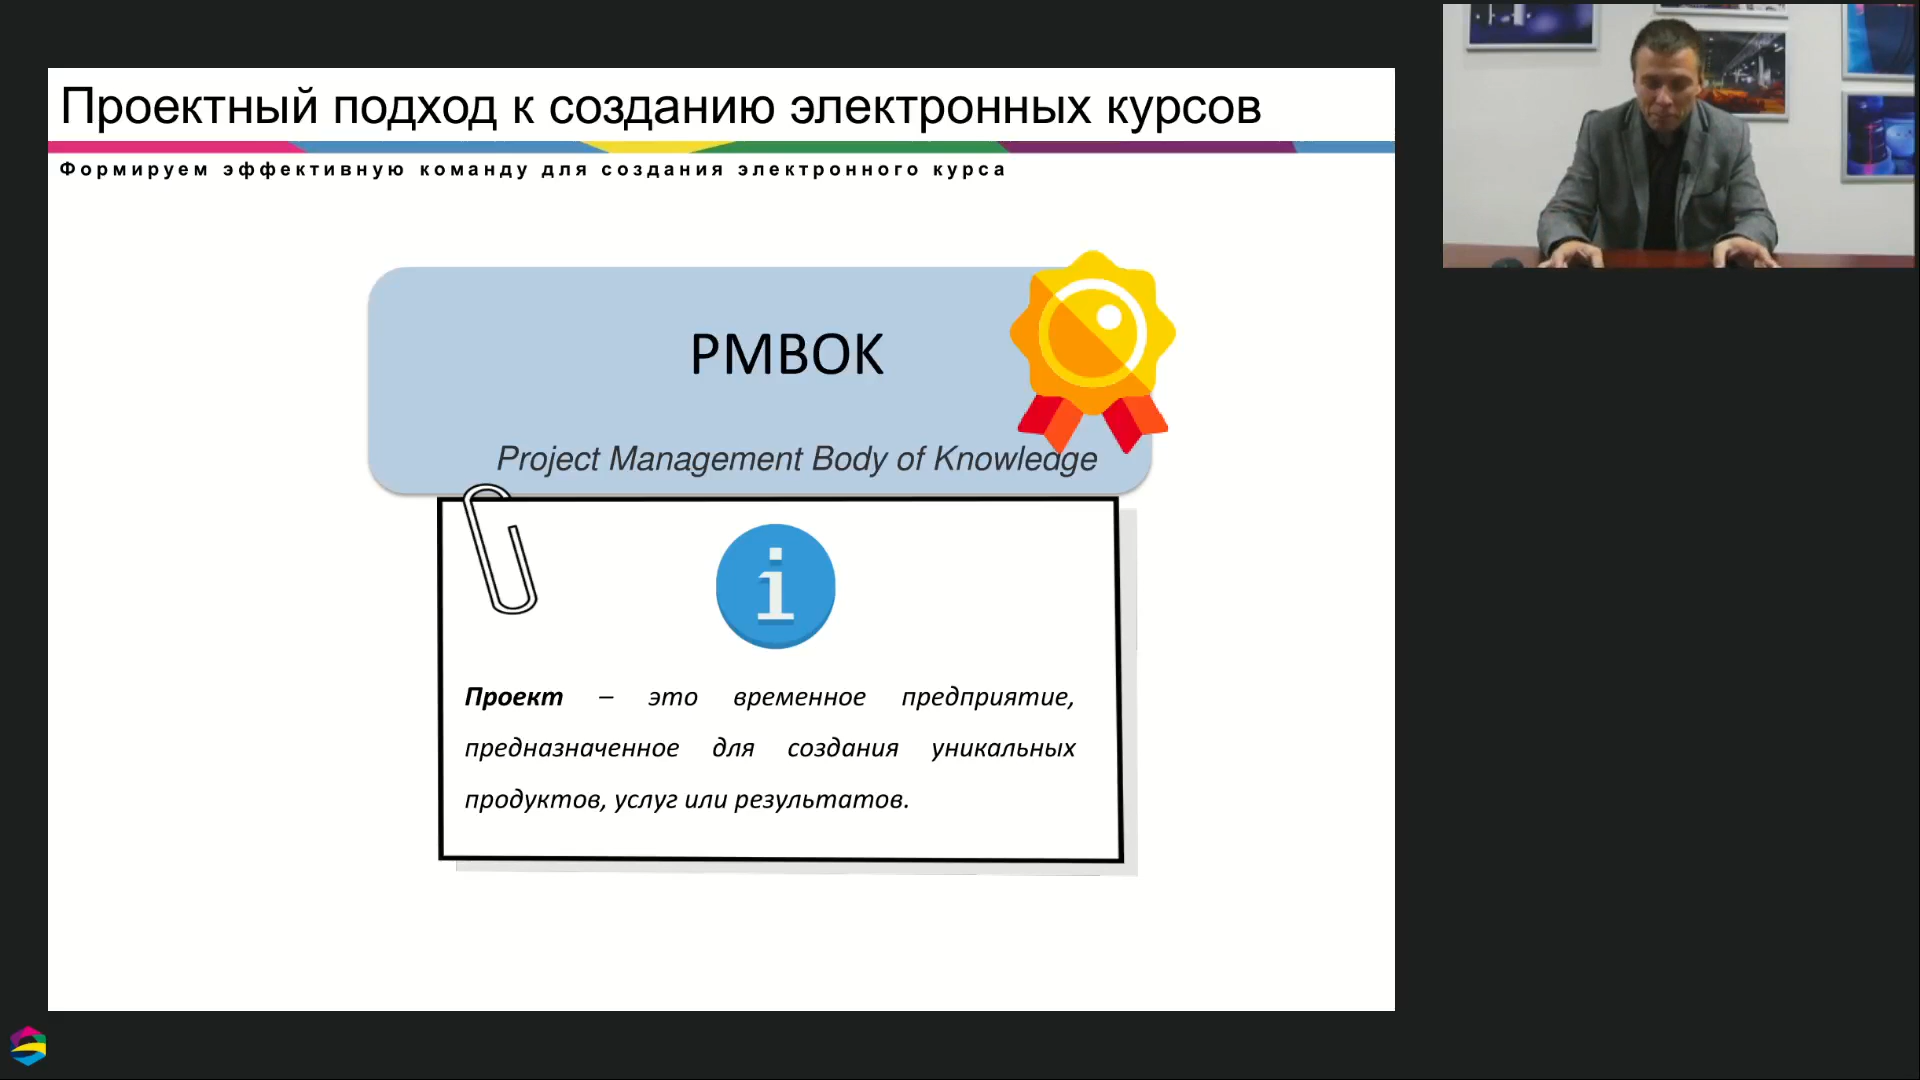 Проектный подход к созданию электронных курсов
Формируем эффективную команду для создания электронного курса
PMBOK
Project Management Body of Knowledge
Проект – это временное предприятие,
предназначенное для создания уникальных
продуктов, услуг или результатов.